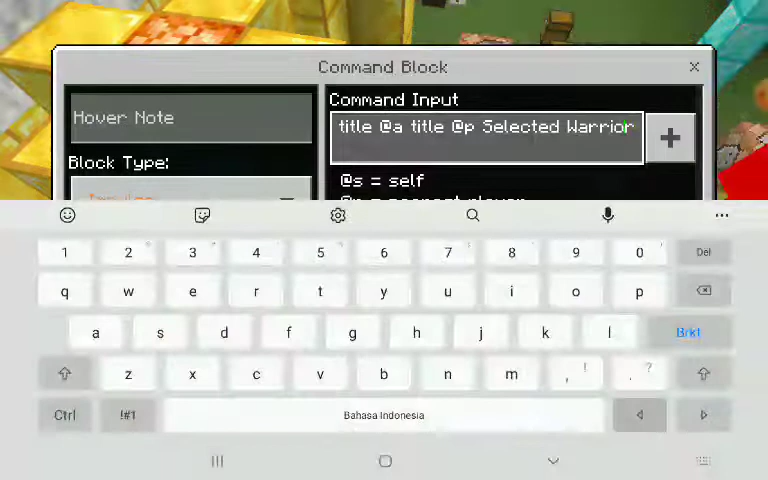 Command Block
Hover Note
Command Input
title @a title @p Selected Warrior
+
Block Type:
@s = self
1 2 3 4 5 6 7 8 9 0 Del
q w e r t y u i o p
a s d f g h j k l Brkt
z x c v b n m , ! . ?
Ctrl !#1 Bahasa Indonesia